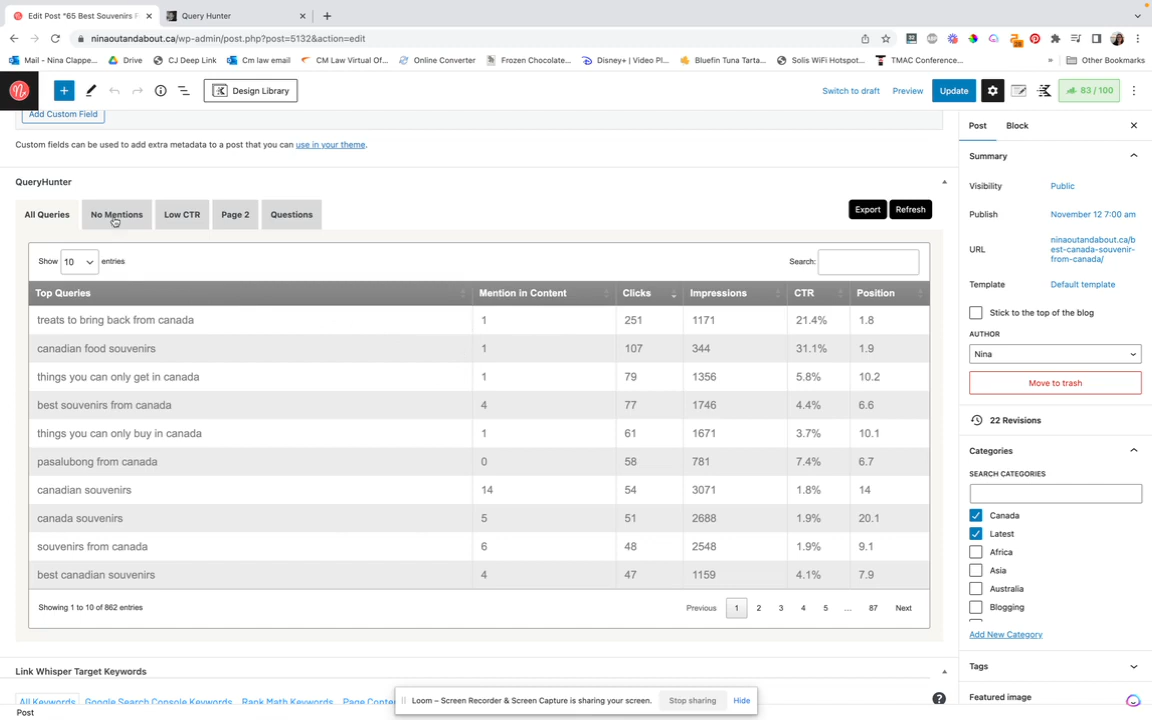 Edit Post "65 Best Souvenirs F
Query Hunter
ninaoutandabout.ca/wp-admin/post.php?post=5132&action=edit
Mail - Nina Clappe...
Drive
CJ Deep Link
Cm law email
CM Law Virtual Of...
Online Converter
Frozen Chocolate...
Disney+ | Video Pl...
Bluefin Tuna Tarta...
Solis WiFi Hotspot...
TMAC Conference...
Other Bookmarks
Design Library
Switch to draft
Preview
Update
83 / 100
Add Custom Field
Custom fields can be used to add extra metadata to a post that you can use in your theme.
QueryHunter
All Queries
No Mentions
Low CTR
Page 2
Questions
Export
Refresh
Show 10 entries
Search:
Top Queries Mention in Content Clicks Impressions CTR Position
treats to bring back from canada 1 251 1171 21.4% 1.8
canadian food souvenirs 1 107 344 31.1% 1.9
things you can only get in canada 1 79 1356 5.8% 10.2
best souvenirs from canada 4 77 1746 4.4% 6.6
things you can only buy in canada 1 61 1671 3.7% 10.1
pasalubong from canada 0 58 781 7.4% 6.7
canadian souvenirs 14 54 3071 1.8% 14
canada souvenirs 5 51 2688 1.9% 20.1
souvenirs from canada 6 48 2548 1.9% 9.1
best canadian souvenirs 4 47 1159 4.1% 7.9
Showing 1 to 10 of 862 entries
Previous 1 2 3 4 5 ... 87 Next
Link Whisper Target Keywords
All Keywords Google Search Console Keywords Rank Math Keywords Page Conte
Post
Loom – Screen Recorder & Screen Capture is sharing your screen.
Stop sharing
Hide
Post
Block
Summary
Visibility Public
Publish November 12 7:00 am
URL
ninaoutandabout.ca/b
est-canada-souvenir-
from-canada/
Template Default template
Stick to the top of the blog
AUTHOR
Nina
Move to trash
22 Revisions
Categories
SEARCH CATEGORIES
Canada
Latest
Africa
Asia
Australia
Blogging
Add New Category
Tags
Featured image